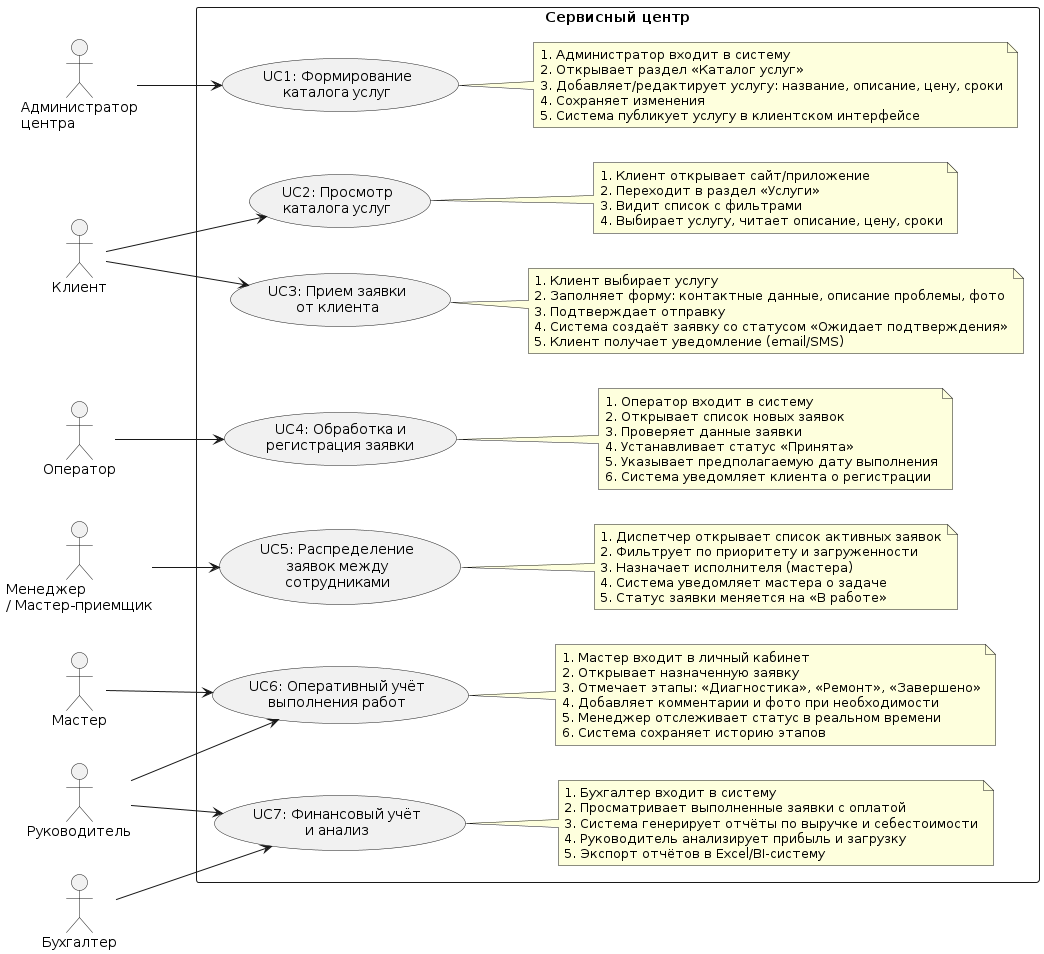 Сервисный центр
Администратор
центра
UC1: Формирование
каталога услуг
1. Администратор входит в систему
2. Открывает раздел «Каталог услуг»
3. Добавляет/редактирует услугу: название, описание, цену, сроки
4. Сохраняет изменения
5. Система публикует услугу в клиентском интерфейсе
Клиент
UC2: Просмотр
каталога услуг
1. Клиент открывает сайт/приложение
2. Переходит в раздел «Услуги»
3. Видит список с фильтрами
4. Выбирает услугу, читает описание, цену, сроки
UC3: Прием заявки
от клиента
1. Клиент выбирает услугу
2. Заполняет форму: контактные данные, описание проблемы, фото
3. Подтверждает отправку
4. Система создаёт заявку со статусом «Ожидает подтверждения»
5. Клиент получает уведомление (email/SMS)
Оператор
UC4: Обработка и
регистрация заявки
1. Оператор входит в систему
2. Открывает список новых заявок
3. Проверяет данные заявки
4. Устанавливает статус «Принята»
5. Указывает предполагаемую дату выполнения
6. Система уведомляет клиента о регистрации
Менеджер
/ Мастер-приемщик
UC5: Распределение
заявок между
сотрудниками
1. Диспетчер открывает список активных заявок
2. Фильтрует по приоритету и загруженности
3. Назначает исполнителя (мастера)
4. Система уведомляет мастера о задаче
5. Статус заявки меняется на «В работе»
Мастер
UC6: Оперативный учёт
выполнения работ
1. Мастер входит в личный кабинет
2. Открывает назначенную заявку
3. Отмечает этапы: «Диагностика», «Ремонт», «Завершено»
4. Добавляет комментарии и фото при необходимости
5. Менеджер отслеживает статус в реальном времени
6. Система сохраняет историю этапов
Руководитель
UC7: Финансовый учёт
и анализ
1. Бухгалтер входит в систему
2. Просматривает выполненные заявки с оплатой
3. Система генерирует отчёты по выручке и себестоимости
4. Руководитель анализирует прибыль и загрузку
5. Экспорт отчётов в Excel/BI-систему
Бухгалтер